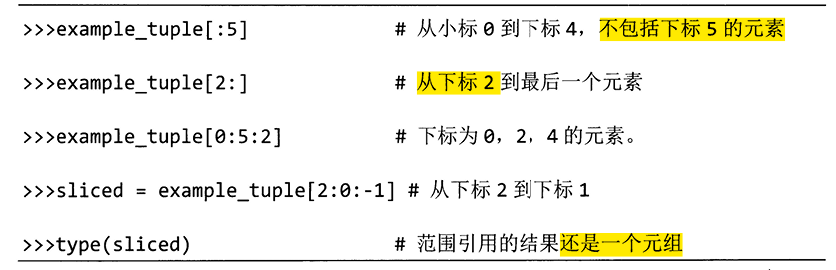 >>>example_tuple[:5] # 从小标 0 到下标 4，不包括下标 5 的元素
>>>example_tuple[2:] # 从下标 2 到最后一个元素
>>>example_tuple[0:5:2] # 下标为 0，2，4 的元素。
>>>sliced = example_tuple[2:0:-1] # 从下标 2 到下标 1
>>>type(sliced) # 范围引用的结果还是一个元组